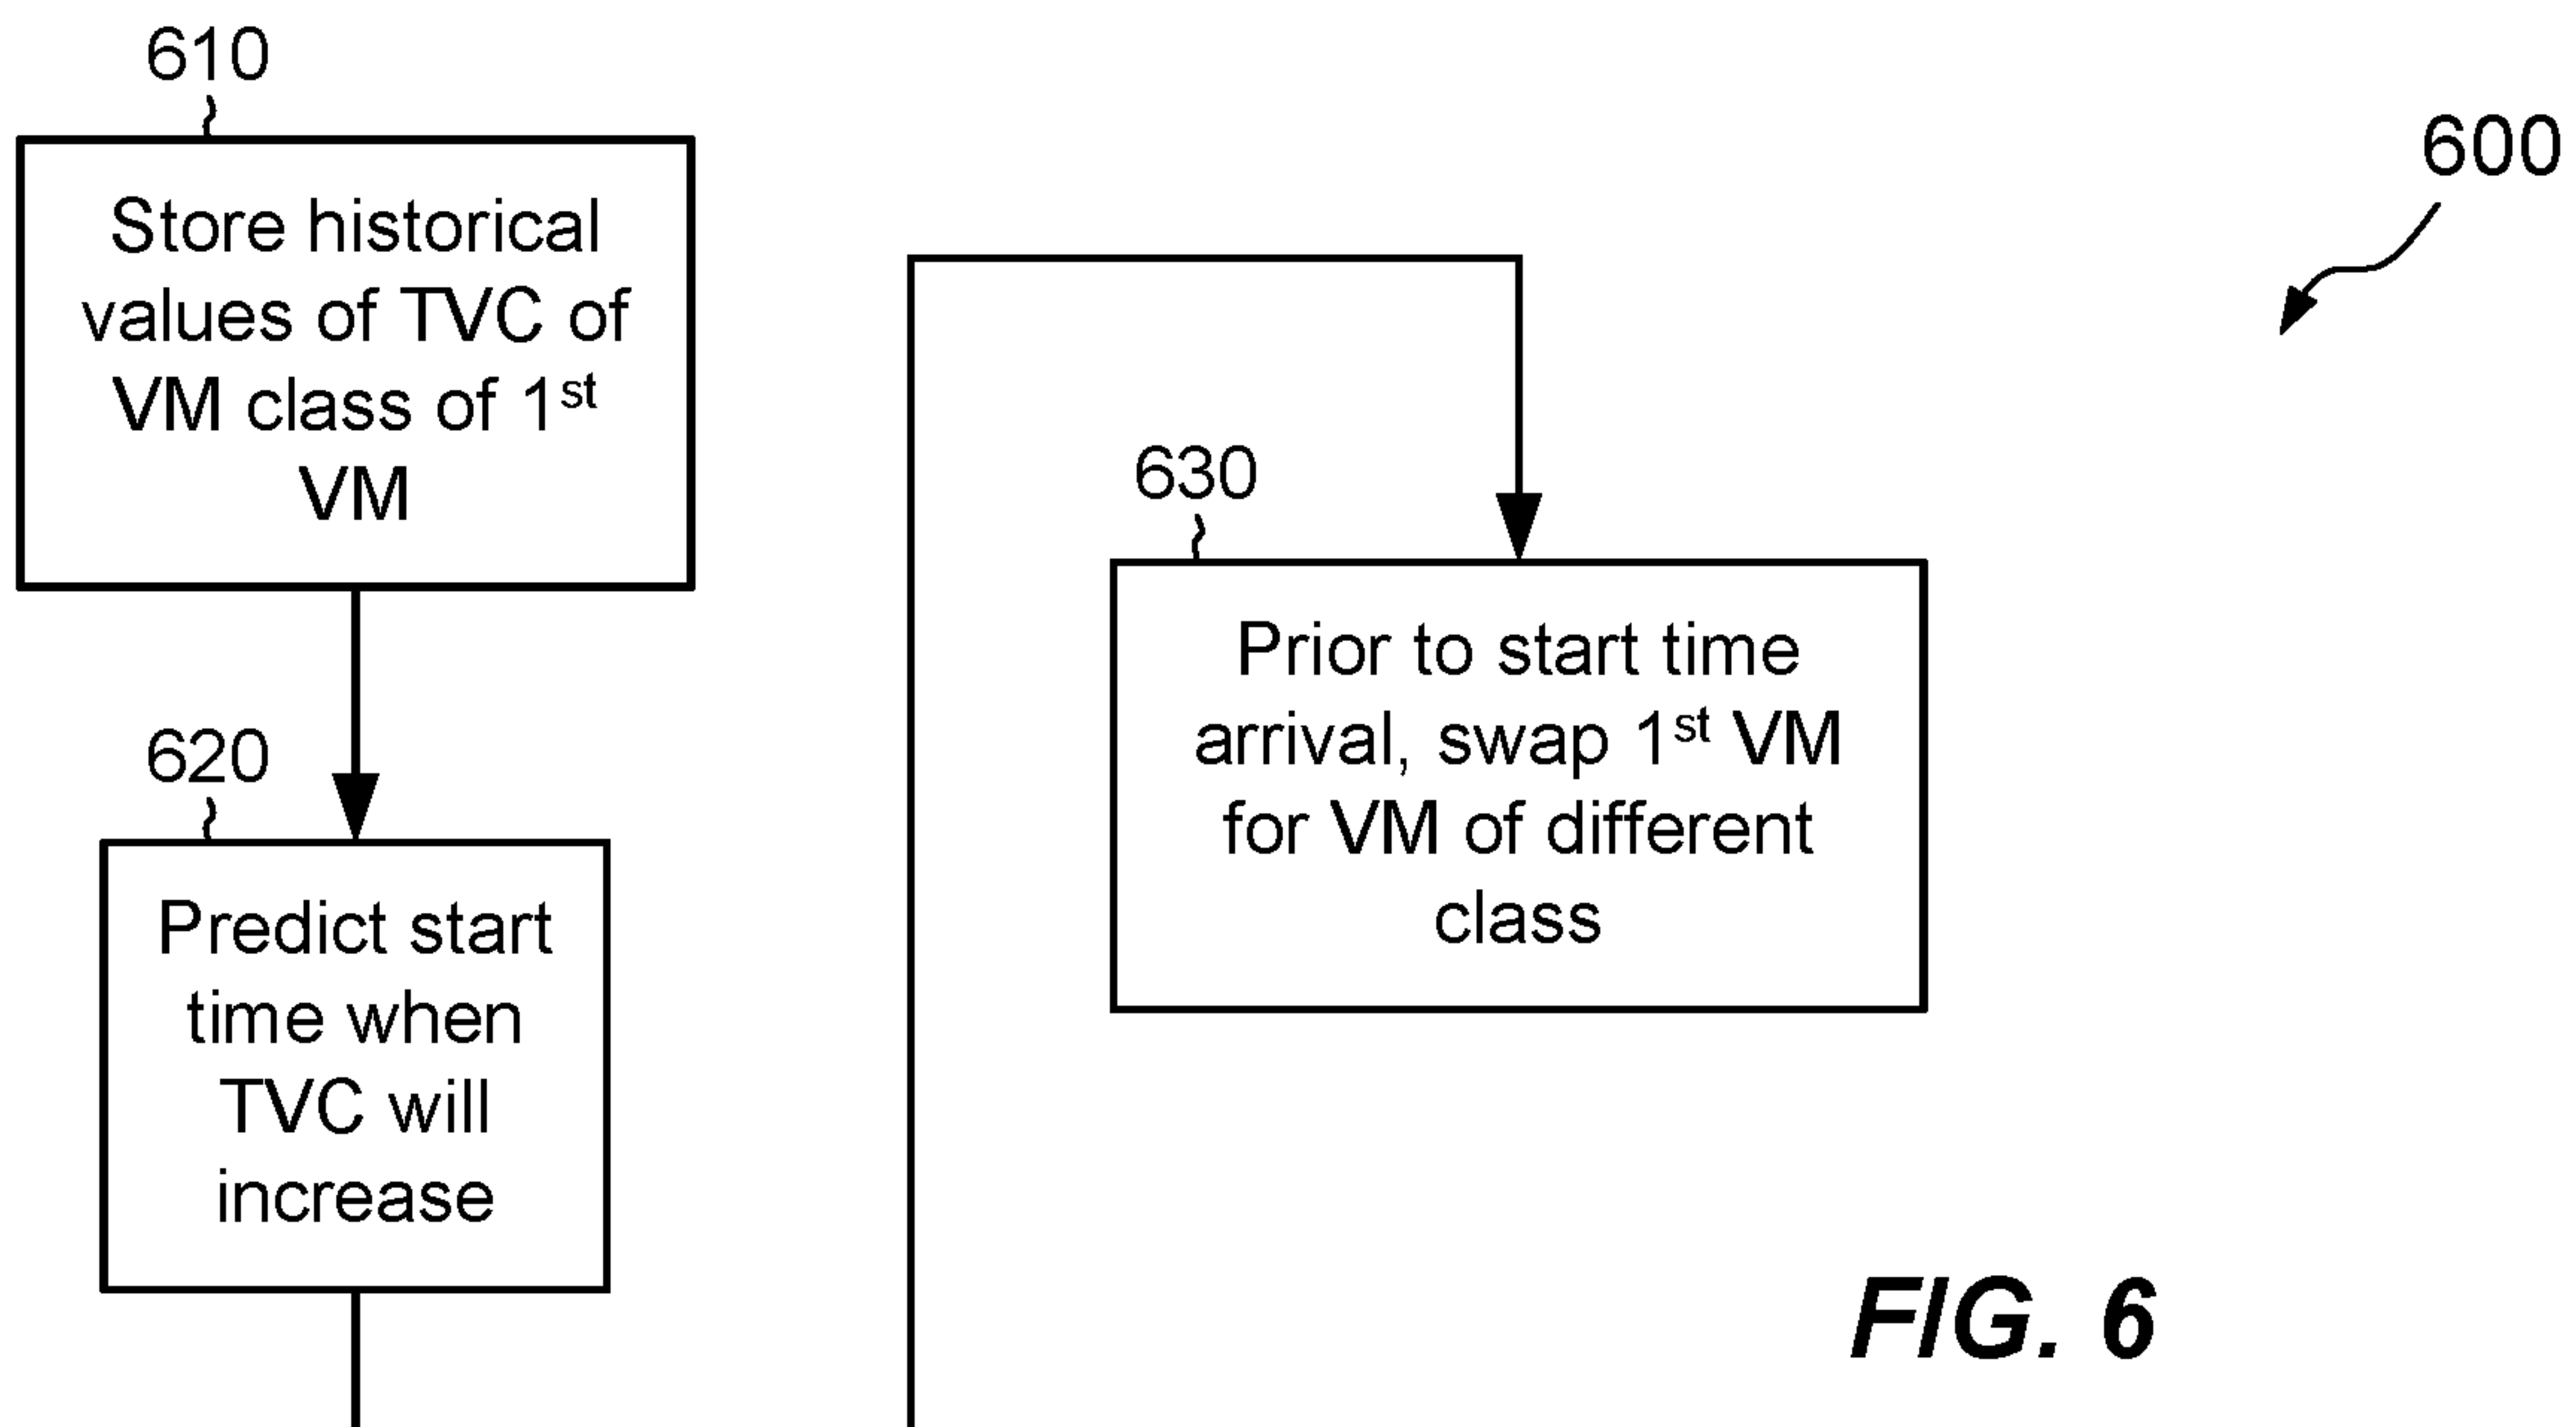 610
Store historical
values of TVC of
VM class of 1st
VM
620
Predict start
time when
TVC will
increase
630
Prior to start time
arrival, swap 1st VM
for VM of different
class
600
FIG. 6